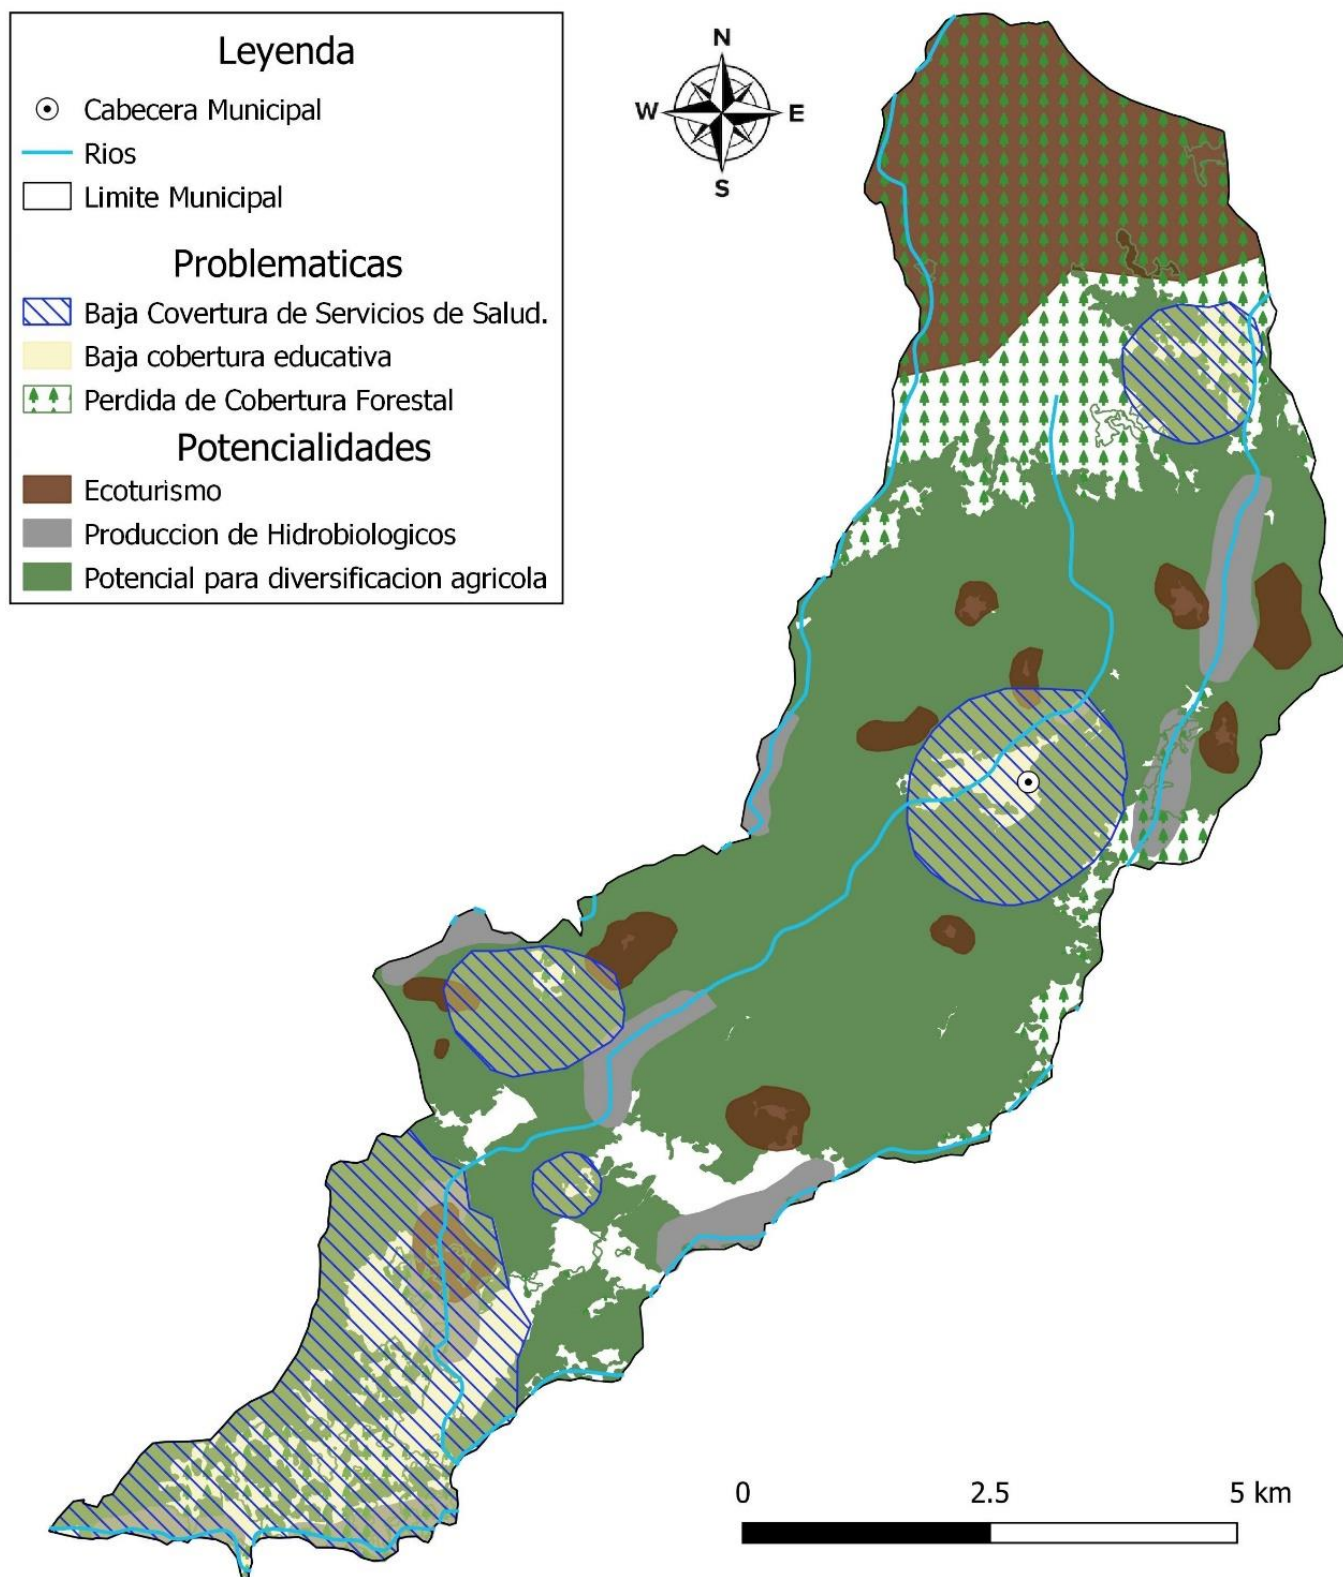 Leyenda
Cabecera Municipal
Rios
Limite Municipal
Problematicas
Baja Covertura de Servicios de Salud.
Baja cobertura educativa
Perdida de Cobertura Forestal
Potencialidades
Ecoturismo
Produccion de Hidrobiologicos
Potencial para diversificacion agricola
N
W E
S
0 2.5 5 km